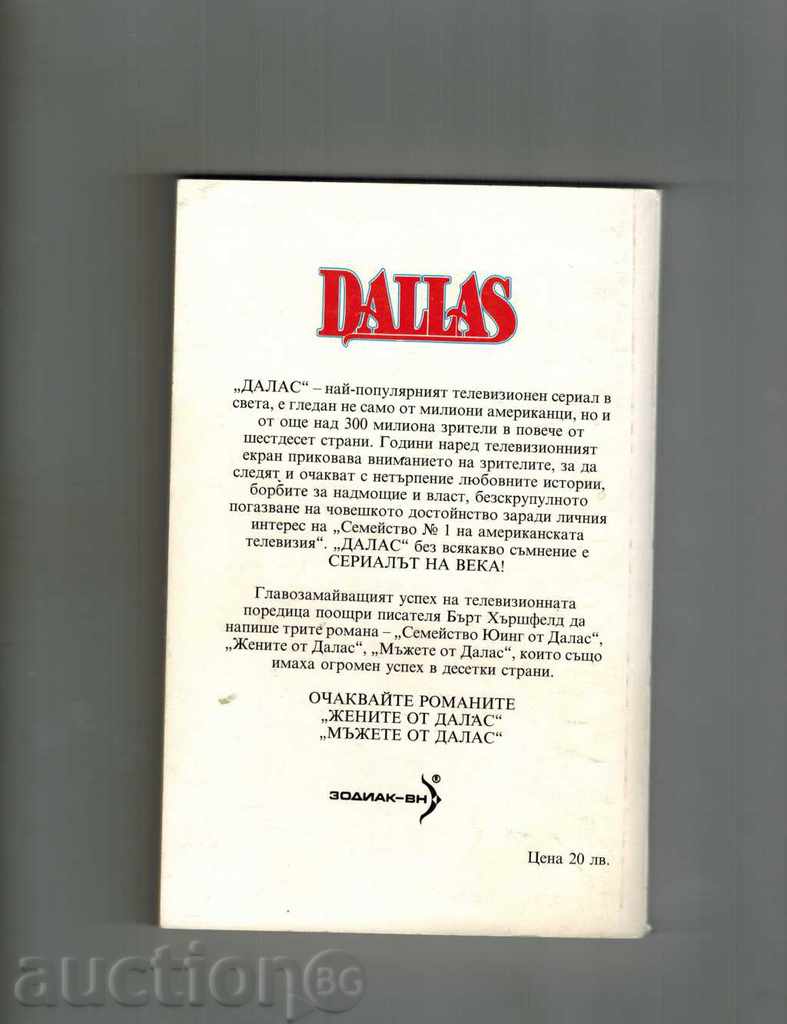 DALLAS
„ДАЛАС“ – най-популярният телевизионен сериал в
света, е гледан не само от милиони американци, но и
от още над 300 милиона зрители в повече от
шестдесет страни. Години наред телевизионният
екран приковава вниманието на зрителите, за да
следят и очакват с нетърпение любовните истории,
борбите за надмощие и власт, безскрупулното
погазване на човешкото достойнство заради личния
интерес на „Семейство № 1 на американската
телевизия“. „ДАЛАС“ без всякакво съмнение е
СЕРИАЛЪТ НА ВЕКА!
Главозамайващият успех на телевизионната
поредица поощри писателя Бърт Хършфелд да
напише трите романа – „Семейство Юинг от Далас“,
„Жените от Далас“, „Мъжете от Далас“, които също
имаха огромен успех в десетки страни.
ОЧАКВАЙТЕ РОМАНИТЕ
„ЖЕНИТЕ ОТ ДАЛАС“
„МЪЖЕТЕ ОТ ДАЛАС“
ЗОДИАК–ВН ®
Цена 20 лв.
auctionBG